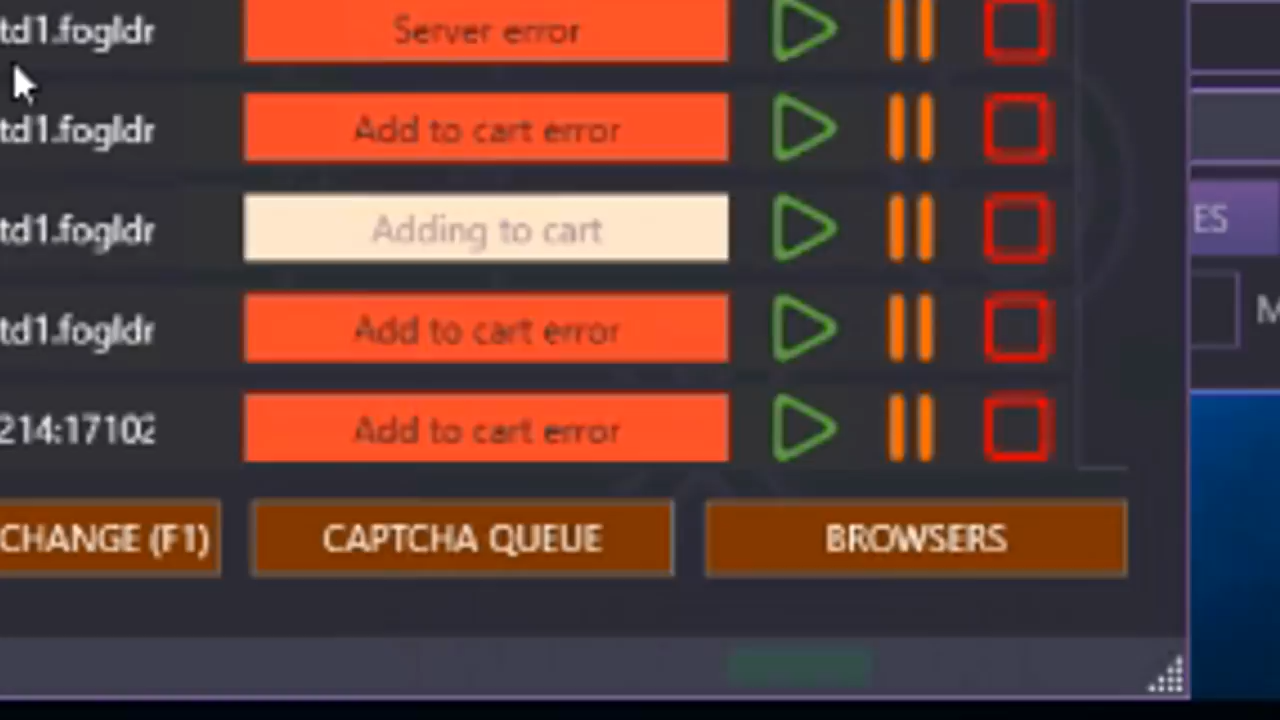 td1.fogldr Server error
td1.fogldr Add to cart error
td1.fogldr Adding to cart
ES
td1.fogldr Add to cart error
M
214:17102 Add to cart error
CHANGE (F1) CAPTCHA QUEUE BROWSERS